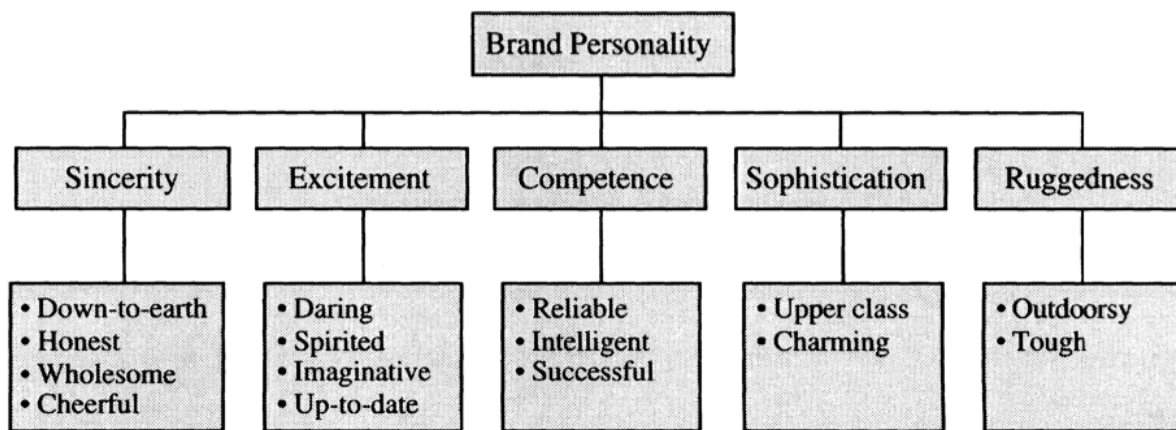 Brand Personality
Sincerity
Excitement
Competence
Sophistication
Ruggedness
• Down-to-earth
• Honest
• Wholesome
• Cheerful
• Daring
• Spirited
• Imaginative
• Up-to-date
• Reliable
• Intelligent
• Successful
• Upper class
• Charming
• Outdoorsy
• Tough